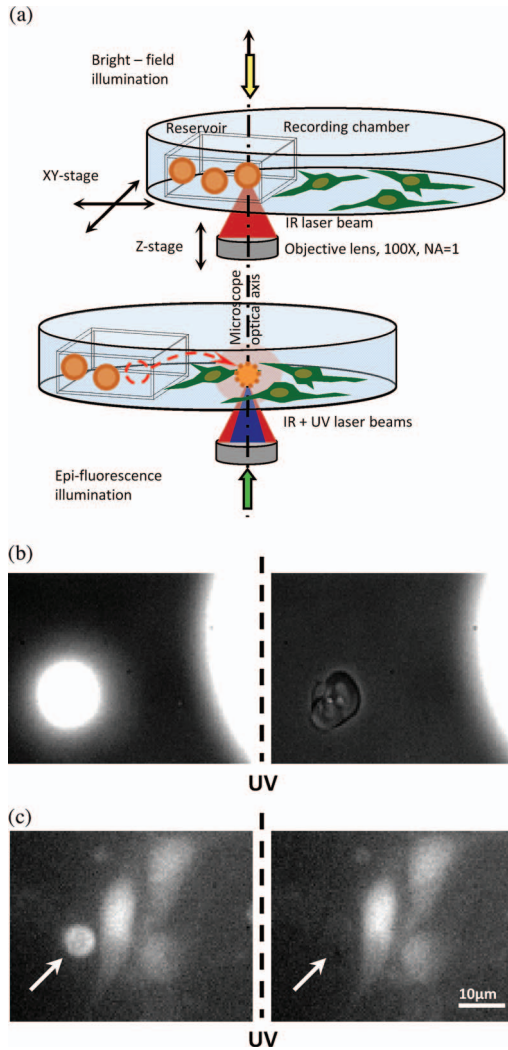 (a)
Bright – field
illumination
Reservoir
Recording chamber
XY-stage
IR laser beam
Z-stage
Objective lens, 100X, NA=1
Microscope
optical axis
IR + UV laser beams
Epi-fluorescence
illumination
(b)
UV
(c)
10µm
UV